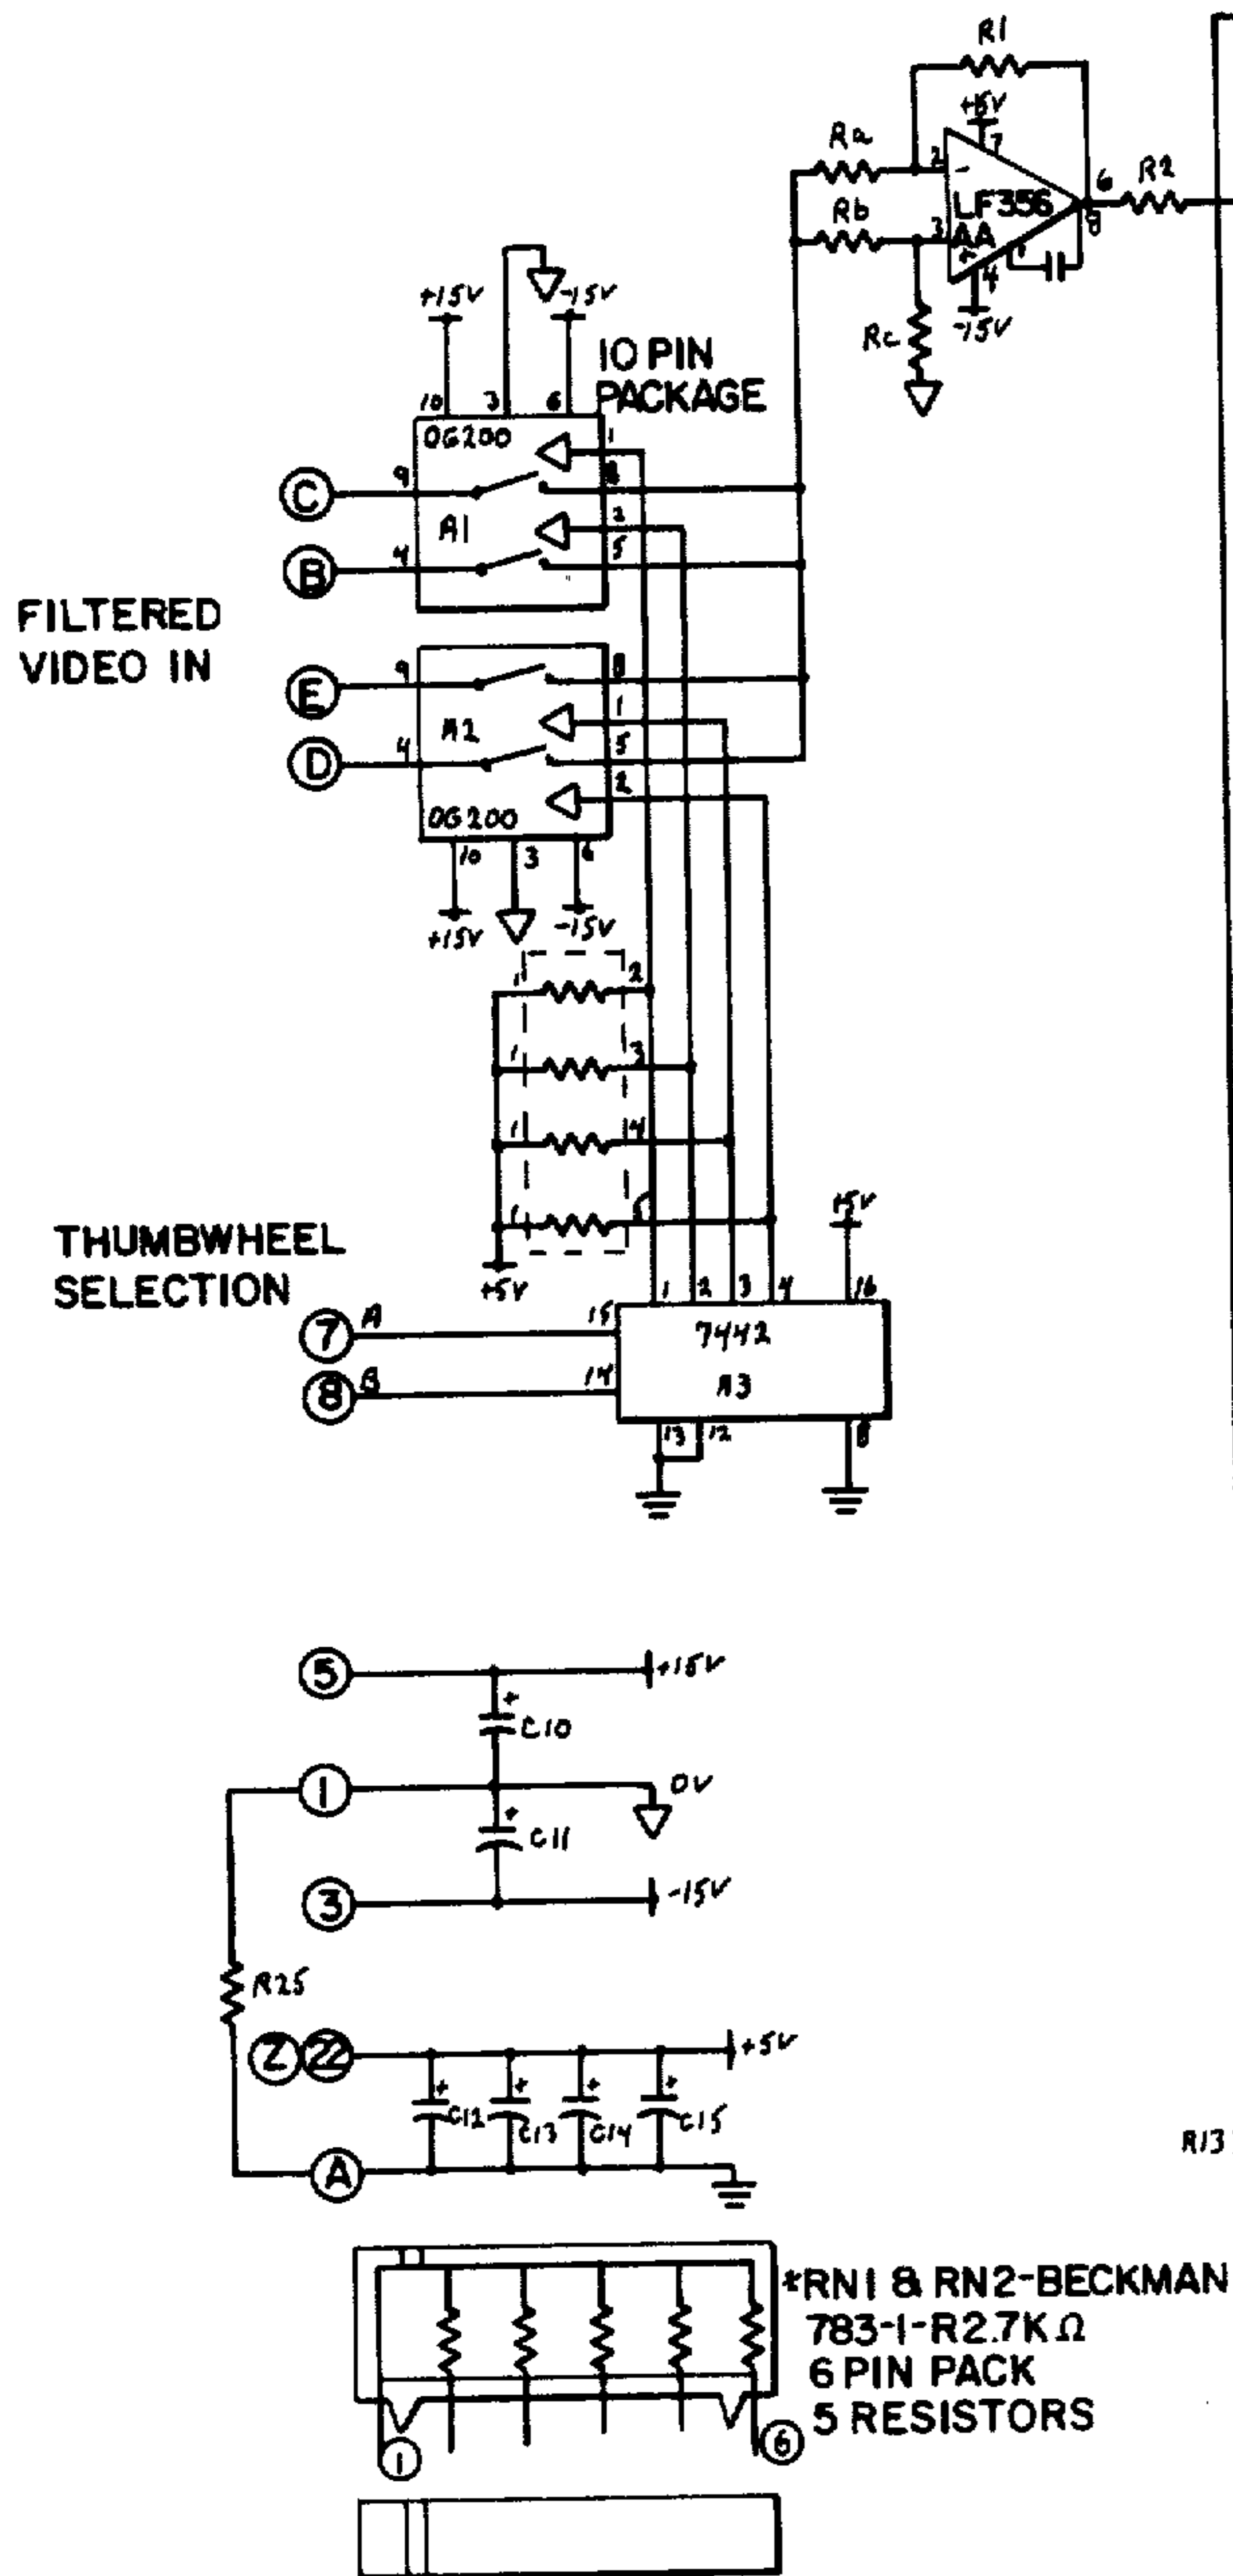 R1
+15V
Ra
2
-
7
6
R2
LF356
8
Rb
3
AA
+
4
-15V
Rc
+15V
-15V
10 PIN
PACKAGE
10
3
6
DG200
1
C
9
8
A1
2
B
4
5
FILTERED
VIDEO IN
E
9
8
A2
1
D
4
5
2
DG200
10
3
6
+15V
-15V
1
2
1
3
1
4
1
+5V
+5V
THUMBWHEEL
SELECTION
1
2
3
4
16
7
A
15
7442
8
B
14
A3
13
12
8
5
+15V
+
C10
1
0V
+
C11
3
-15V
R25
Z
22
+5V
+
+
+
+
C12
C13
C14
C15
A
R13
*RN1 & RN2-BECKMAN
783-1-R2.7KΩ
6 PIN PACK
5 RESISTORS
1
6